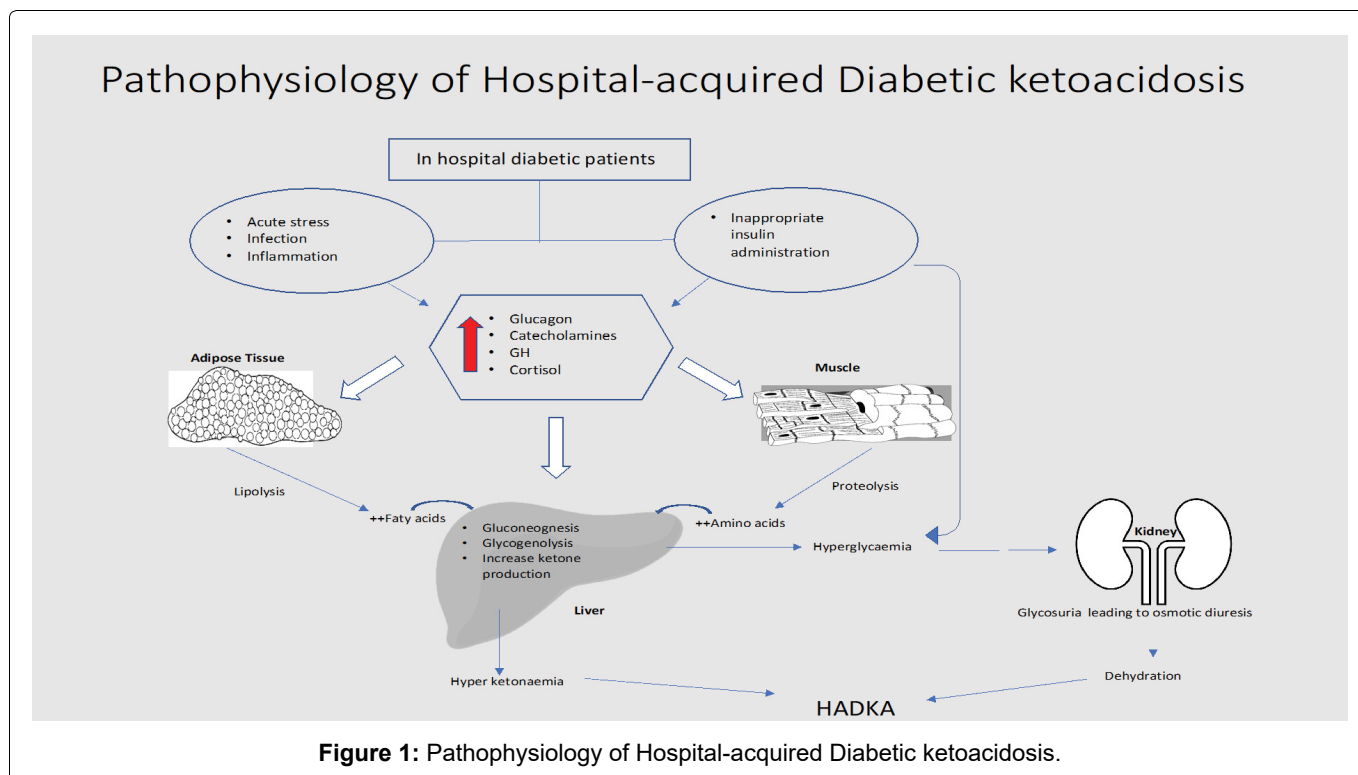 Pathophysiology of Hospital-acquired Diabetic ketoacidosis
In hospital diabetic patients
• Acute stress
• Infection
• Inflammation
• Inappropriate
insulin
administration
• Glucagon
• Catecholamines
• GH
• Cortisol
Adipose Tissue
Muscle
Lipolysis
Proteolysis
++Faty acids
• Gluconeognesis
• Glycogenolysis
• Increase ketone
production
++Amino acids
Hyperglycaemia
Kidney
Liver
Glycosuria leading to osmotic diuresis
Hyper ketonaemia
Dehydration
HADKA
Figure 1: Pathophysiology of Hospital-acquired Diabetic ketoacidosis.